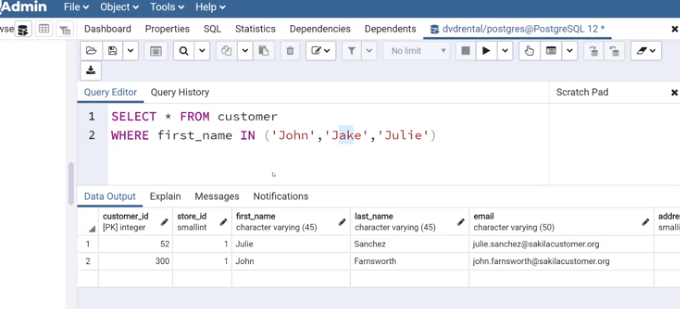 Admin File Object Tools Help
wse Dashboard Properties SQL Statistics Dependencies Dependents dvdrental/postgres@PostgreSQL 12 *
No limit
Query Editor Query History Scratch Pad
1 SELECT * FROM customer
2 WHERE first_name IN ('John','Jake','Julie')
Data Output Explain Messages Notifications
customer_id store_id first_name last_name email addre
[PK] integer smallint character varying (45) character varying (45) character varying (50) smalli
1 52 1 Julie Sanchez julie.sanchez@sakilacustomer.org
2 300 1 John Farnsworth john.farnsworth@sakilacustomer.org